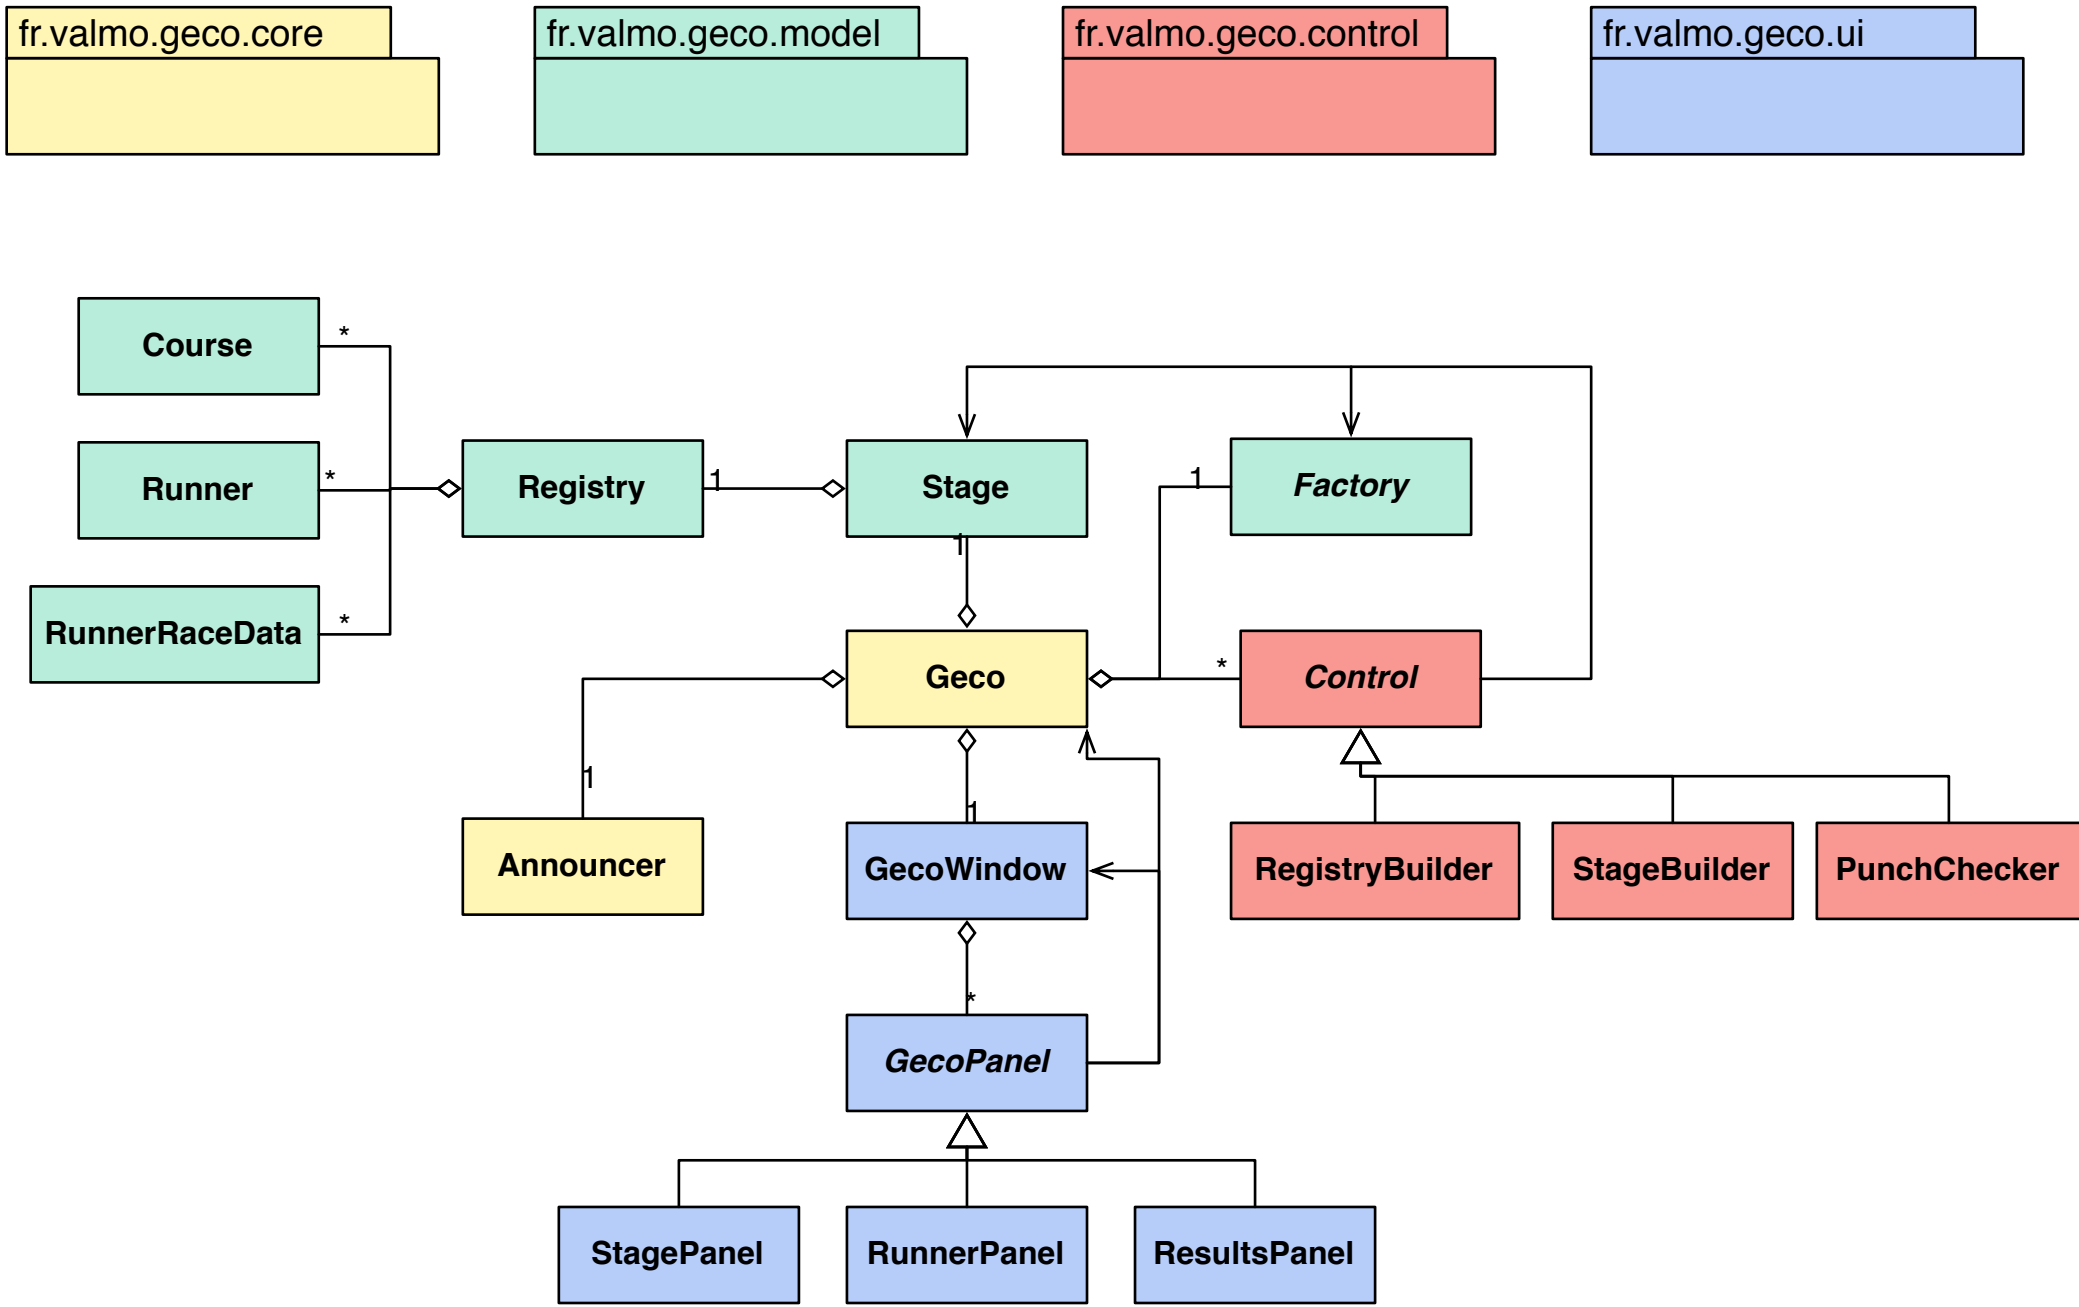 fr.valmo.geco.core
fr.valmo.geco.model
fr.valmo.geco.control
fr.valmo.geco.ui
Course
*
Runner
*
Registry
1
Stage
1
1
Factory
RunnerRaceData
*
Geco
*
Control
1
1
Announcer
GecoWindow
RegistryBuilder
StageBuilder
PunchChecker
*
GecoPanel
StagePanel
RunnerPanel
ResultsPanel